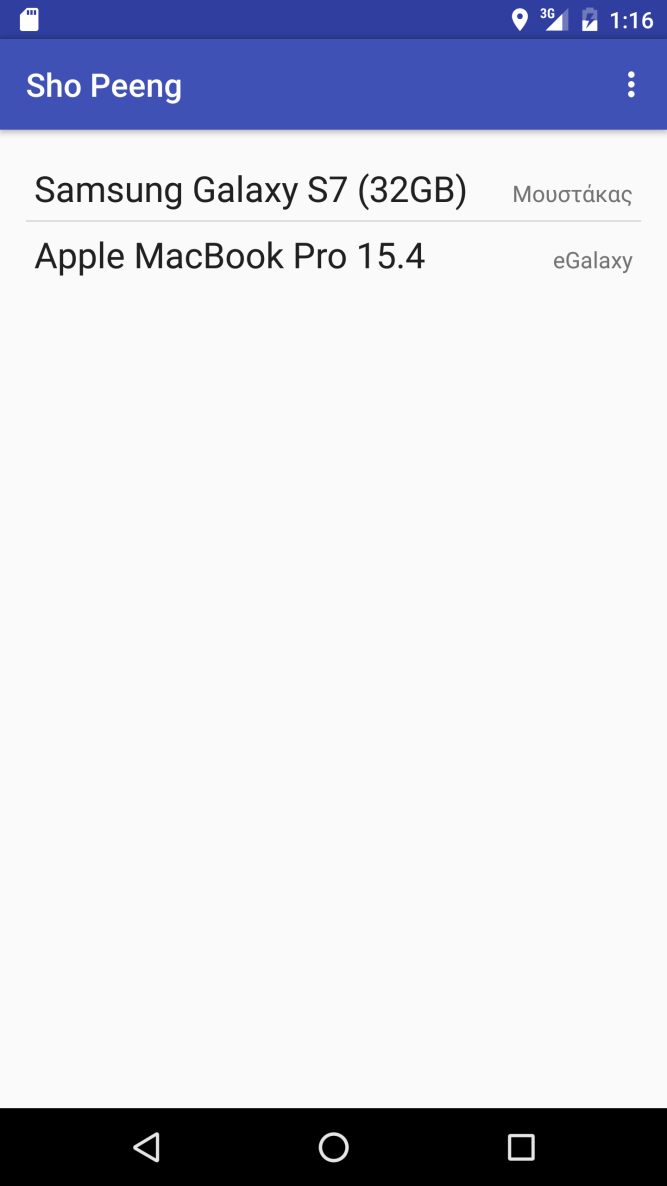 3G 1:16
Sho Peeng
Samsung Galaxy S7 (32GB) Μουστάκας
Apple MacBook Pro 15.4 eGalaxy